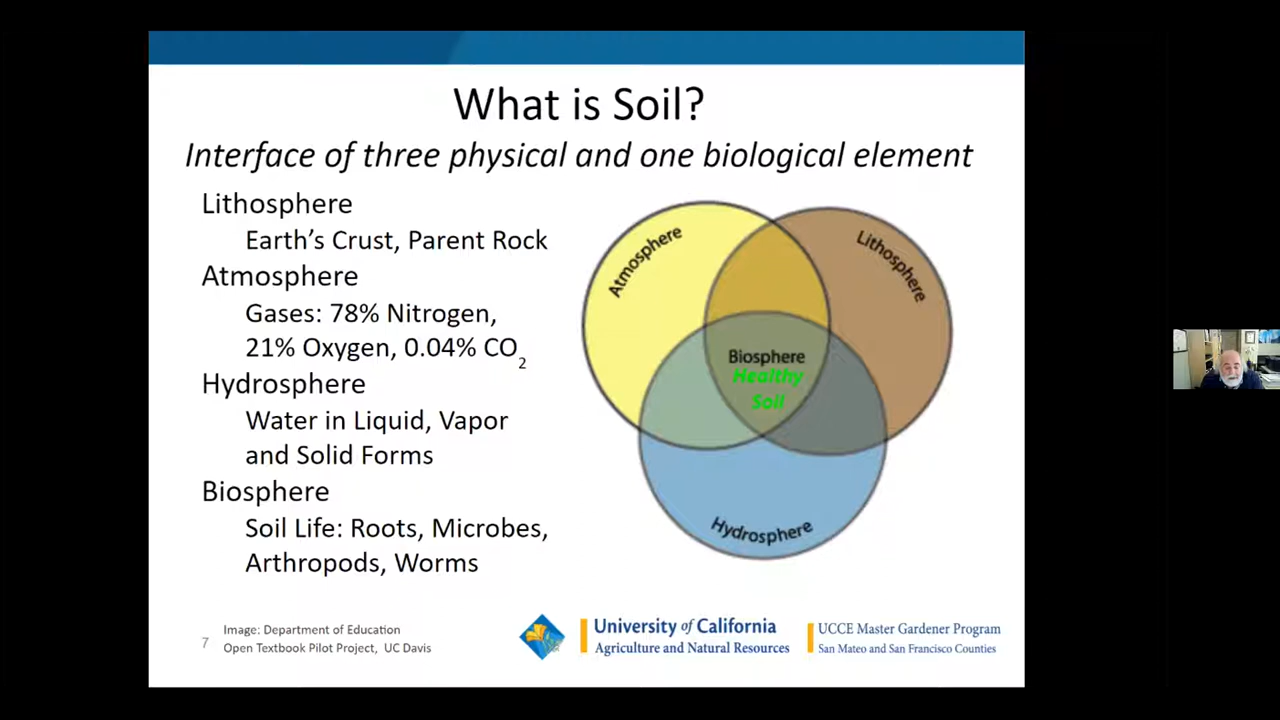 What is Soil?
Interface of three physical and one biological element
Lithosphere
Earth's Crust, Parent Rock
Atmosphere
Gases: 78% Nitrogen,
21% Oxygen, 0.04% CO2
Hydrosphere
Water in Liquid, Vapor
and Solid Forms
Biosphere
Soil Life: Roots, Microbes,
Arthropods, Worms
Atmosphere
Lithosphere
Biosphere
Healthy
Soil
Hydrosphere
7
Image: Department of Education
Open Textbook Pilot Project, UC Davis
University of California
Agriculture and Natural Resources
UCCE Master Gardener Program
San Mateo and San Francisco Counties